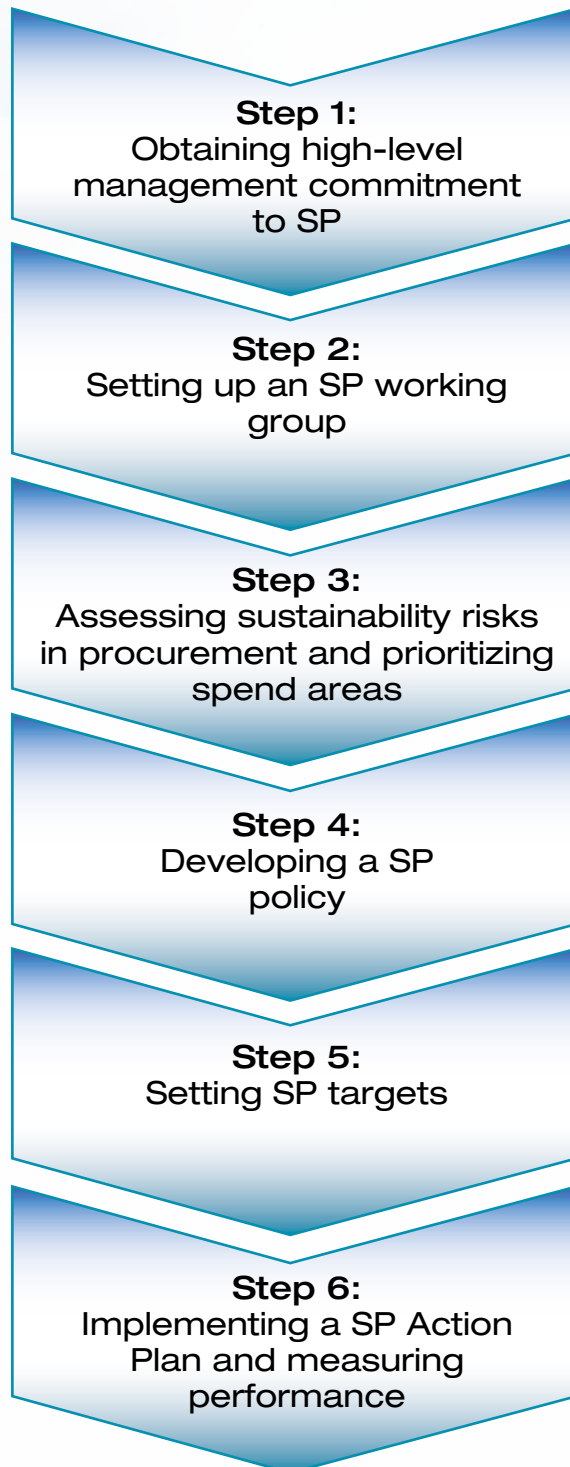 Step 1:
Obtaining high-level
management commitment
to SP
Step 2:
Setting up an SP working
group
Step 3:
Assessing sustainability risks
in procurement and prioritizing
spend areas
Step 4:
Developing a SP
policy
Step 5:
Setting SP targets
Step 6:
Implementing a SP Action
Plan and measuring
performance